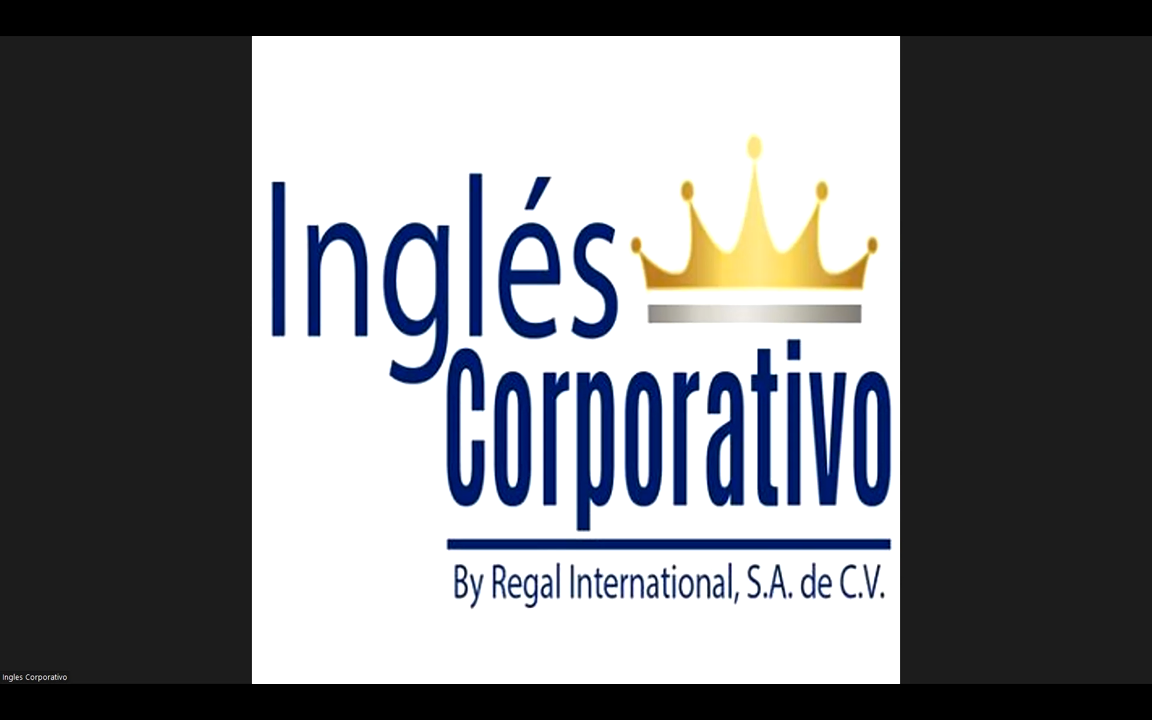 Inglés
Corporativo
By Regal International, S.A. de C.V.
Ingles Corporativo